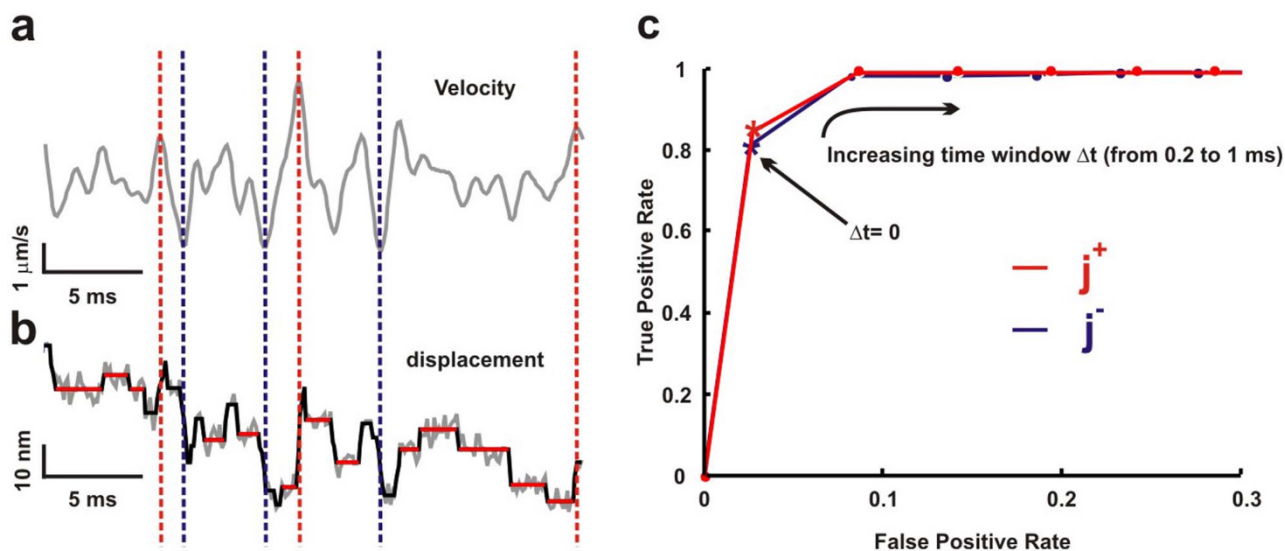 a
Velocity
1 μm/s
5 ms
b
displacement
10 nm
5 ms
c
True Positive Rate
1
0.8
0.6
0.4
0.2
0
Increasing time window Δt (from 0.2 to 1 ms)
Δt= 0
j+
j-
0
0.1
0.2
0.3
False Positive Rate